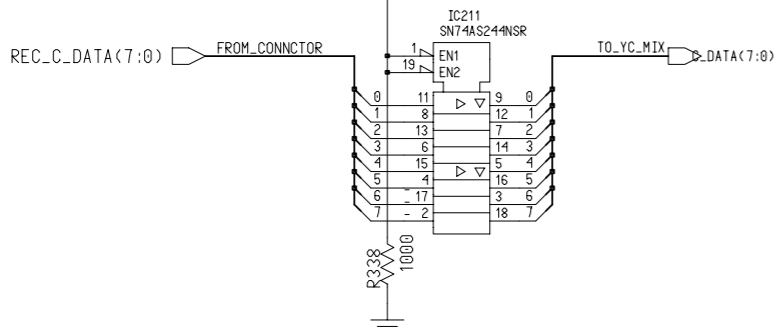 IC211
SN74AS244NSR
REC_C_DATA(7:0)
FROM_CONNCTOR
TO_YC_MIX
C_DATA(7:0)
1 EN1
19 EN2
0 11 9 0
1 8 12 1
2 13 7 2
3 6 14 3
4 15 5 4
5 4 16 5
6 17 3 6
7 2 18 7
R338
1000